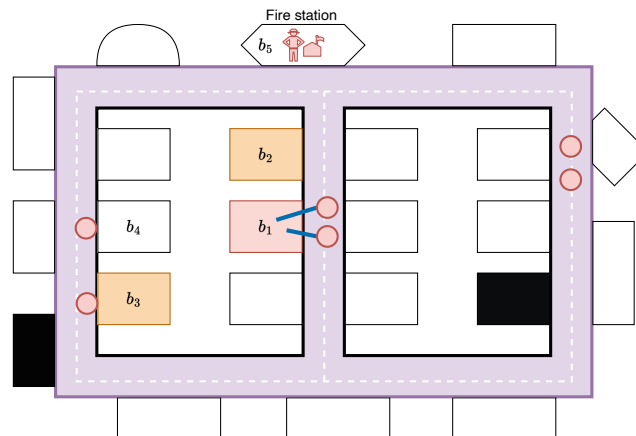 Fire station
b₅
b₂
b₄
b₁
b₃